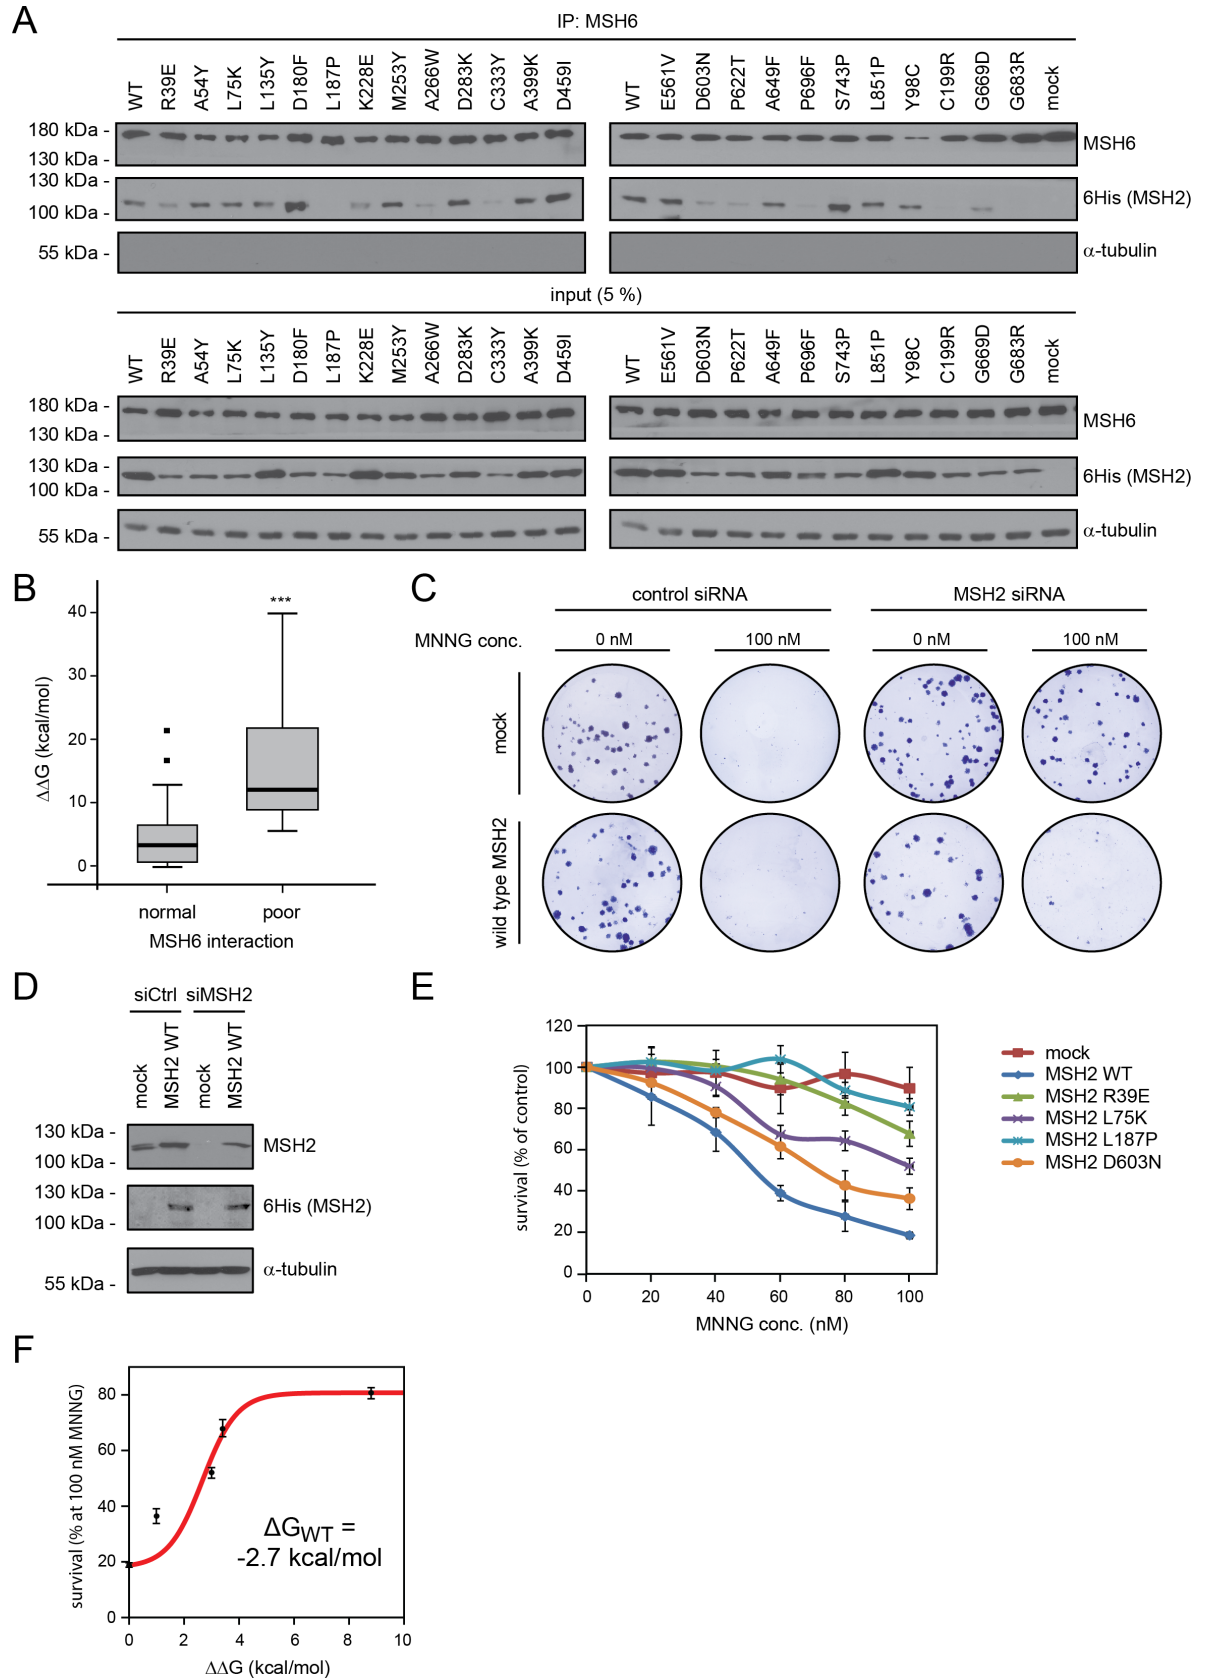 A
IP: MSH6
WT R39E A54Y L75K L135Y D180F L187P K228E M253Y A266W D283K C333Y A399K D459I WT E561V D603N P622T A649F P696F S743P L851P Y98C C199R G669D G683R mock
180 kDa -
130 kDa -
MSH6
130 kDa -
100 kDa -
6His (MSH2)
55 kDa -
α-tubulin
input (5 %)
WT R39E A54Y L75K L135Y D180F L187P K228E M253Y A266W D283K C333Y A399K D459I WT E561V D603N P622T A649F P696F S743P L851P Y98C C199R G669D G683R mock
180 kDa -
130 kDa -
MSH6
130 kDa -
100 kDa -
6His (MSH2)
55 kDa -
α-tubulin
B
ΔΔG (kcal/mol)
40
30
20
10
0
***
normal poor
MSH6 interaction
C
control siRNA MSH2 siRNA
MNNG conc. 0 nM 100 nM 0 nM 100 nM
mock
wild type MSH2
D
siCtrl siMSH2
mock MSH2 WT mock MSH2 WT
130 kDa -
100 kDa -
MSH2
130 kDa -
100 kDa -
6His (MSH2)
55 kDa -
α-tubulin
E
survival (% of control)
120
100
80
60
40
20
0
0 20 40 60 80 100
MNNG conc. (nM)
mock
MSH2 WT
MSH2 R39E
MSH2 L75K
MSH2 L187P
MSH2 D603N
F
survival (% at 100 nM MNNG)
80
60
40
20
0
ΔGWT =
-2.7 kcal/mol
0 2 4 6 8 10
ΔΔG (kcal/mol)